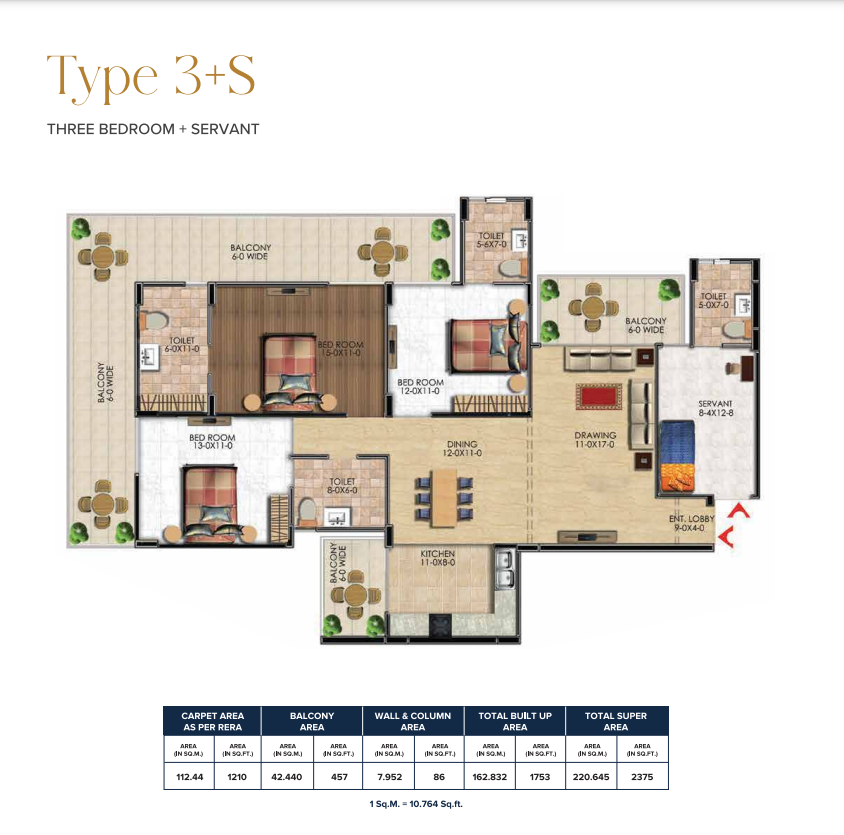 Type 3+S
THREE BEDROOM + SERVANT
TOILET
5-6X7-0
BALCONY
6-0 WIDE
TOILET
5-0X7-0
BALCONY
6-0 WIDE
TOILET
6-0X11-0
BED ROOM
15-0X11-0
BALCONY
6-0 WIDE
BED ROOM
12-0X11-0
SERVANT
8-4X12-8
BED ROOM
13-0X11-0
DINING
12-0X11-0
DRAWING
11-0X17-0
TOILET
8-0X6-0
ENT. LOBBY
9-0X4-0
BALCONY
6-0 WIDE
KITCHEN
11-0X8-0
CARPET AREA
AS PER RERA
BALCONY
AREA
WALL & COLUMN
AREA
TOTAL BUILT UP
AREA
TOTAL SUPER
AREA
AREA
(IN SQ.M.)
AREA
(IN SQ.FT.)
AREA
(IN SQ.M.)
AREA
(IN SQ.FT.)
AREA
(IN SQ.M.)
AREA
(IN SQ.FT.)
AREA
(IN SQ.M.)
AREA
(IN SQ.FT.)
AREA
(IN SQ.M.)
AREA
(IN SQ.FT.)
112.44 1210 42.440 457 7.952 86 162.832 1753 220.645 2375
1 Sq.M. = 10.764 Sq.ft.